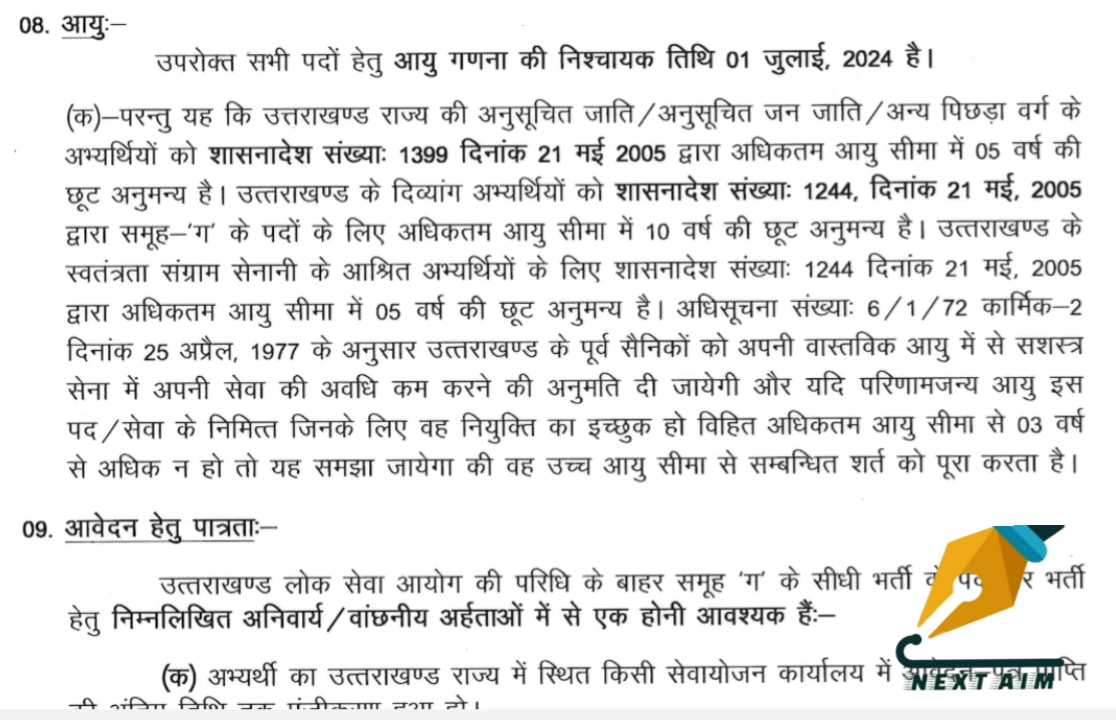 08. आयुः–
उपरोक्त सभी पदों हेतु आयु गणना की निश्चायक तिथि 01 जुलाई, 2024 है।
(क)–परन्तु यह कि उत्तराखण्ड राज्य की अनुसूचित जाति/अनुसूचित जन जाति/अन्य पिछड़ा वर्ग के
अभ्यर्थियों को शासनादेश संख्याः 1399 दिनांक 21 मई 2005 द्वारा अधिकतम आयु सीमा में 05 वर्ष की
छूट अनुमन्य है। उत्तराखण्ड के दिव्यांग अभ्यर्थियों को शासनादेश संख्याः 1244, दिनांक 21 मई, 2005
द्वारा समूह–'ग' के पदों के लिए अधिकतम आयु सीमा में 10 वर्ष की छूट अनुमन्य है। उत्तराखण्ड के
स्वतंत्रता संग्राम सेनानी के आश्रित अभ्यर्थियों के लिए शासनादेश संख्याः 1244 दिनांक 21 मई, 2005
द्वारा अधिकतम आयु सीमा में 05 वर्ष की छूट अनुमन्य है। अधिसूचना संख्याः 6/1/72 कार्मिक–2
दिनांक 25 अप्रैल, 1977 के अनुसार उत्तराखण्ड के पूर्व सैनिकों को अपनी वास्तविक आयु में से सशस्त्र
सेना में अपनी सेवा की अवधि कम करने की अनुमति दी जायेगी और यदि परिणामजन्य आयु इस
पद/सेवा के निमित्त जिनके लिए वह नियुक्ति का इच्छुक हो विहित अधिकतम आयु सीमा से 03 वर्ष
से अधिक न हो तो यह समझा जायेगा की वह उच्च आयु सीमा से सम्बन्धित शर्त को पूरा करता है।
09. आवेदन हेतु पात्रताः–
उत्तराखण्ड लोक सेवा आयोग की परिधि के बाहर समूह 'ग' के सीधी भर्ती भर्ती
हेतु निम्नलिखित अनिवार्य/वांछनीय अर्हताओं में से एक होनी आवश्यक हैंः–
(क) अभ्यर्थी का उत्तराखण्ड राज्य में स्थित किसी सेवायोजन कार्यालय में
NEXT AIM